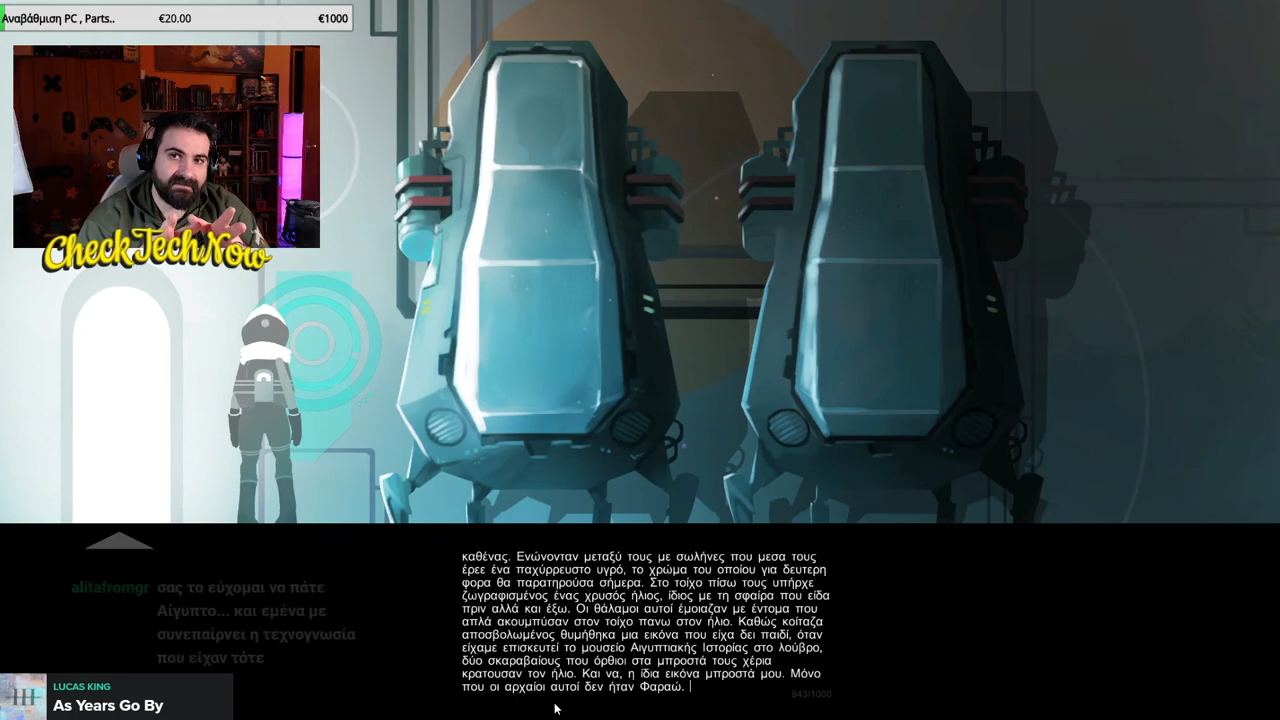 Αναβάθμιση PC , Parts..
€20.00
€1000
CheckTechNow
alitafromgr σας το εύχομαι να πάτε
Αίγυπτο... και εμένα με
συνεπαίρνει η τεχνογνωσία
που είχαν τότε
LUCAS KING
As Years Go By
καθένας. Ενώνονταν μεταξύ τους με σωλήνες που μεσα τους
έρεε ένα παχύρρευστο υγρό, το χρώμα του οποίου για δευτερη
φορα θα παρατηρούσα σήμερα. Στο τοίχο πίσω τους υπήρχε
ζωγραφισμένος ένας χρυσός ήλιος, ίδιος με τη σφαίρα που είδα
πριν αλλά και έξω. Οι θάλαμοι αυτοί έμοιαζαν με έντομα που
απλά ακουμπύσαν στον τοίχο πανω στον ήλιο. Καθώς κοίταζα
αποσβολωμένος θυμήθηκα μια εικόνα που είχα δει παιδί, όταν
είχαμε επισκευτεί το μουσείο Αιγυπτιακής Ιστορίας στο λούβρο,
δύο σκαραβαίους που όρθιοι στα μπροστά τους χέρια
κρατουσαν τον ήλιο. Και να, η ίδια εικόνα μπροστά μου. Μόνο
που οι αρχαίοι αυτοί δεν ήταν Φαραώ.
843/1000